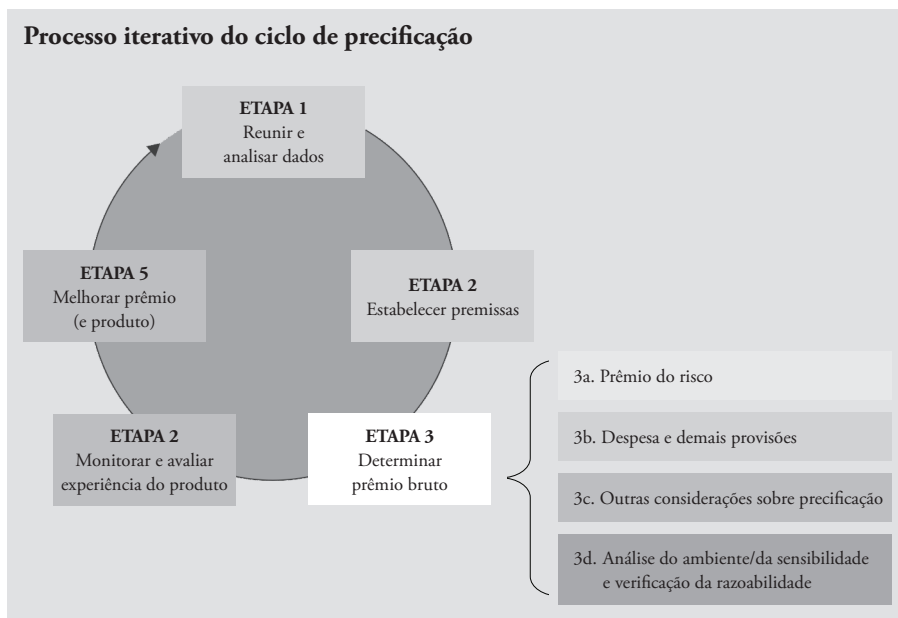 Processo iterativo do ciclo de precificação
ETAPA 1
Reunir e
analisar dados
ETAPA 2
Estabelecer premissas
ETAPA 3
Determinar
prêmio bruto
3a. Prêmio do risco
3b. Despesa e demais provisões
3c. Outras considerações sobre precificação
3d. Análise do ambiente/da sensibilidade
e verificação da razoabilidade
ETAPA 2
Monitorar e avaliar
experiência do produto
ETAPA 5
Melhorar prêmio
(e produto)